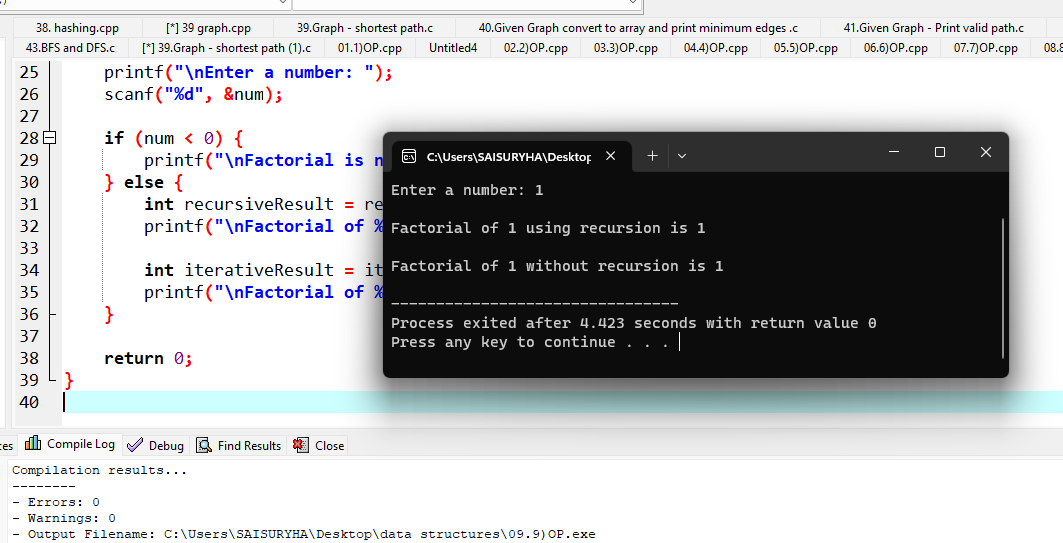 38. hashing.cpp [*] 39 graph.cpp 39.Graph - shortest path.c 40.Given Graph convert to array and print minimum edges .c 41.Given Graph - Print valid path.c
43.BFS and DFS.c [*] 39.Graph - shortest path (1).c 01.1)OP.cpp Untitled4 02.2)OP.cpp 03.3)OP.cpp 04.4)OP.cpp 05.5)OP.cpp 06.6)OP.cpp 07.7)OP.cpp 08.8
25 printf("\nEnter a number: ");
26 scanf("%d", &num);
27
28 if (num < 0) {
29 printf("\nFactorial is n
30 } else {
31 int recursiveResult = re
32 printf("\nFactorial of %
33
34 int iterativeResult = it
35 printf("\nFactorial of %
36 }
37
38 return 0;
39 }
40
C:\Users\SAISURYHA\Desktop
Enter a number: 1
Factorial of 1 using recursion is 1
Factorial of 1 without recursion is 1
--------------------------------
Process exited after 4.423 seconds with return value 0
Press any key to continue . . .
ces Compile Log Debug Find Results Close
Compilation results...
--------
- Errors: 0
- Warnings: 0
- Output Filename: C:\Users\SAISURYHA\Desktop\data structures\09.9)OP.exe